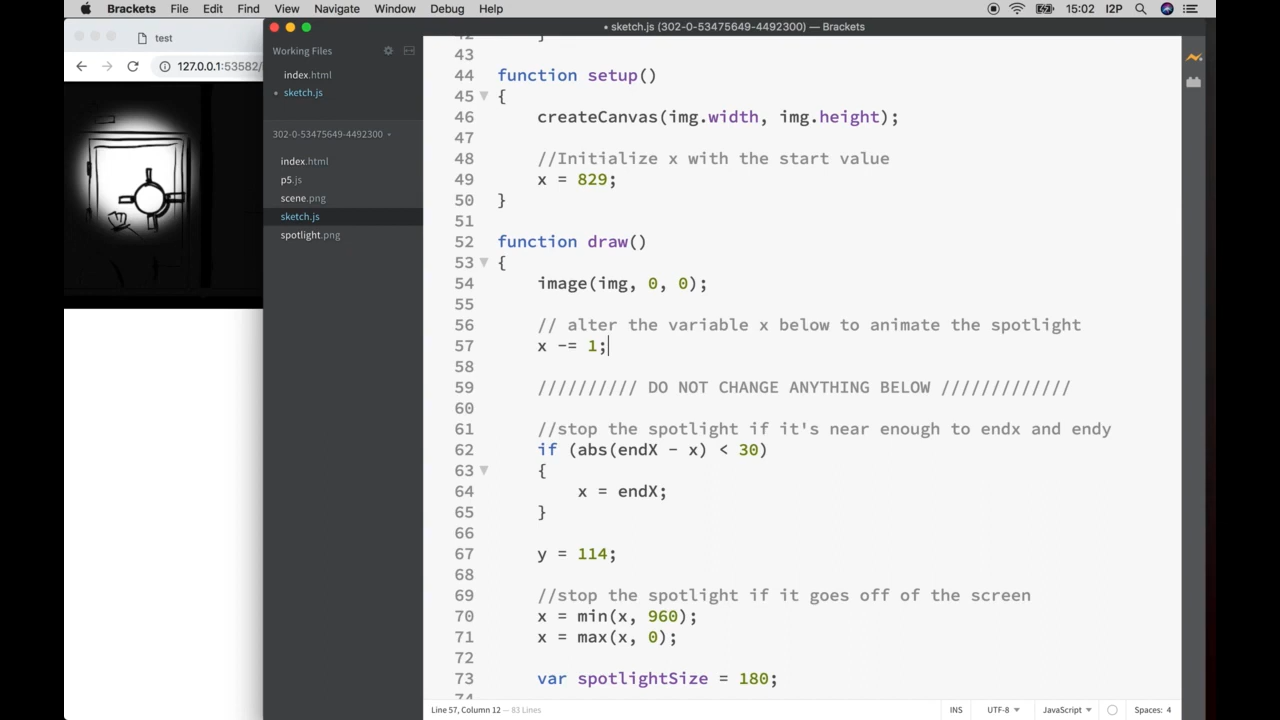 Brackets File Edit Find View Navigate Window Debug Help 15:02 I2P
• sketch.js (302-0-53475649-4492300) — Brackets
test
127.0.0.1:53582/
Working Files
index.html
• sketch.js
302-0-53475649-4492300
index.html
p5.js
scene.png
sketch.js
spotlight.png
43
44 function setup()
45 {
46 createCanvas(img.width, img.height);
47
48 //Initialize x with the start value
49 x = 829;
50 }
51
52 function draw()
53 {
54 image(img, 0, 0);
55
56 // alter the variable x below to animate the spotlight
57 x -= 1;
58
59 ////////// DO NOT CHANGE ANYTHING BELOW /////////////
60
61 //stop the spotlight if it's near enough to endx and endy
62 if (abs(endX - x) < 30)
63 {
64 x = endX;
65 }
66
67 y = 114;
68
69 //stop the spotlight if it goes off of the screen
70 x = min(x, 960);
71 x = max(x, 0);
72
73 var spotlightSize = 180;
Line 57, Column 12 — 83 Lines
INS UTF-8 JavaScript Spaces: 4